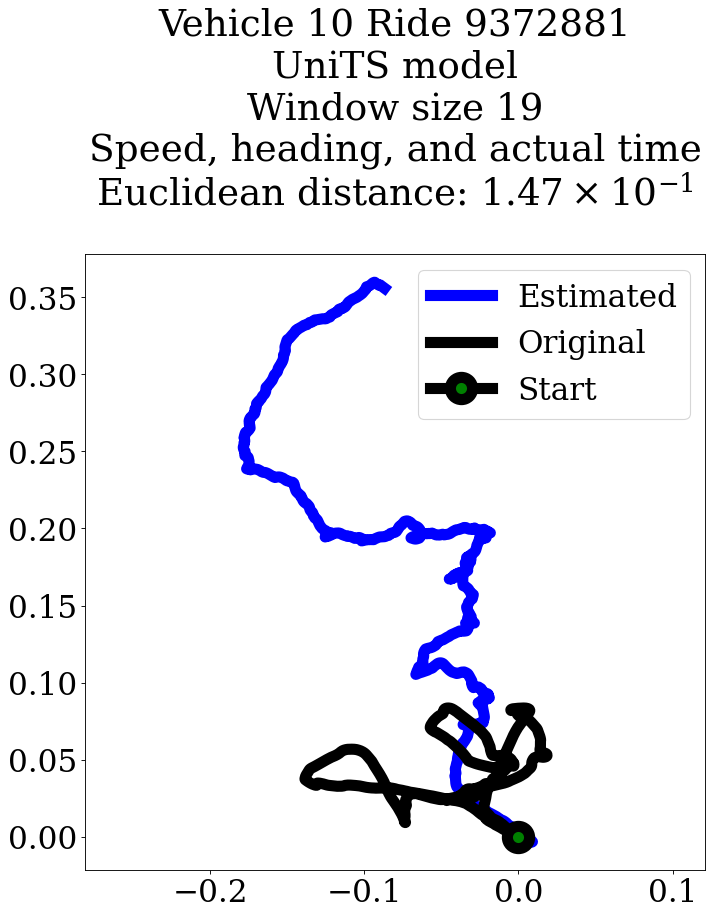 Vehicle 10 Ride 9372881
UniTS model
Window size 19
Speed, heading, and actual time
Euclidean distance: 1.47 × 10⁻¹
Estimated
Original
Start
0.35
0.30
0.25
0.20
0.15
0.10
0.05
0.00
−0.2 −0.1 0.0 0.1